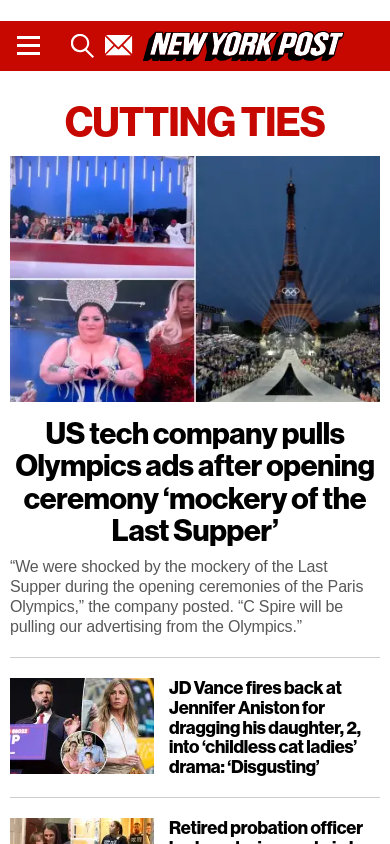 NEW YORK POST
CUTTING TIES
US tech company pulls
Olympics ads after opening
ceremony ‘mockery of the
Last Supper’
“We were shocked by the mockery of the Last
Supper during the opening ceremonies of the Paris
Olympics,” the company posted. “C Spire will be
pulling our advertising from the Olympics.”
JD Vance fires back at
Jennifer Aniston for
dragging his daughter, 2,
into ‘childless cat ladies’
drama: ‘Disgusting’
Retired probation officer